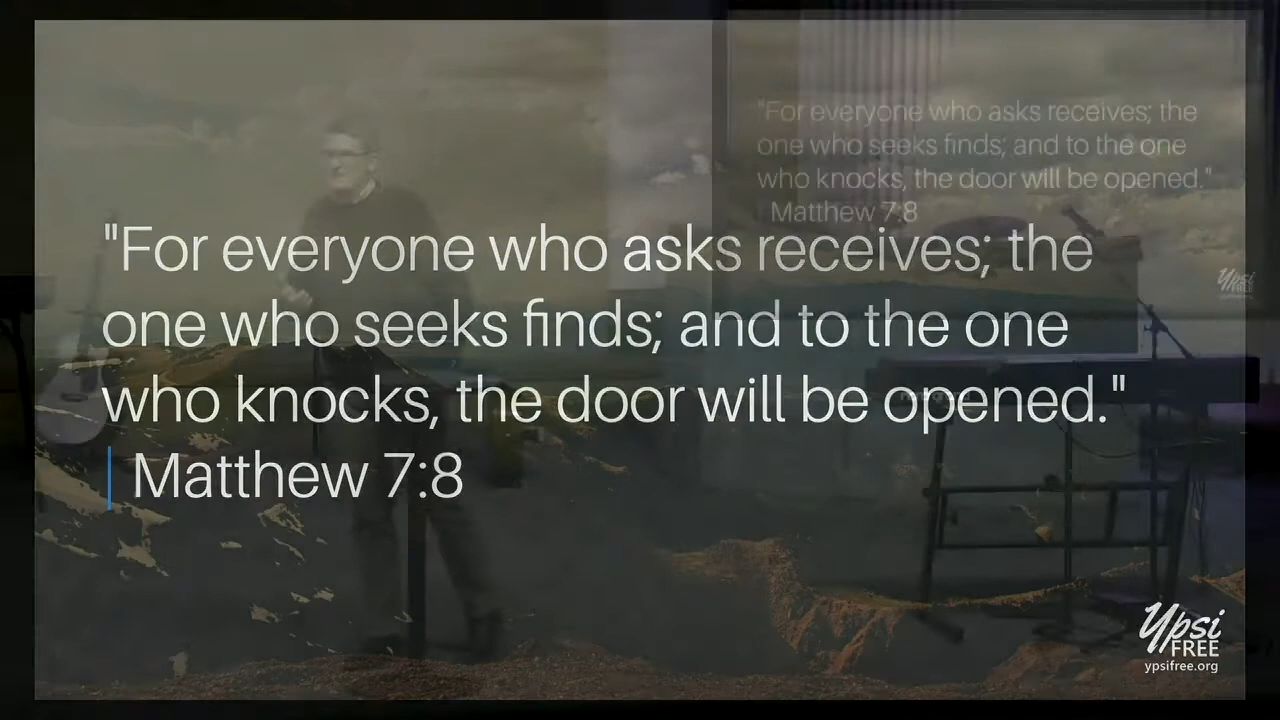 "For everyone who asks receives; the
one who seeks finds; and to the one
who knocks, the door will be opened."
Matthew 7:8
"For everyone who asks receives; the
one who seeks finds; and to the one
who knocks, the door will be opened."
Matthew 7:8
Ypsi
FREE
Ypsi
FREE
ypsifree.org